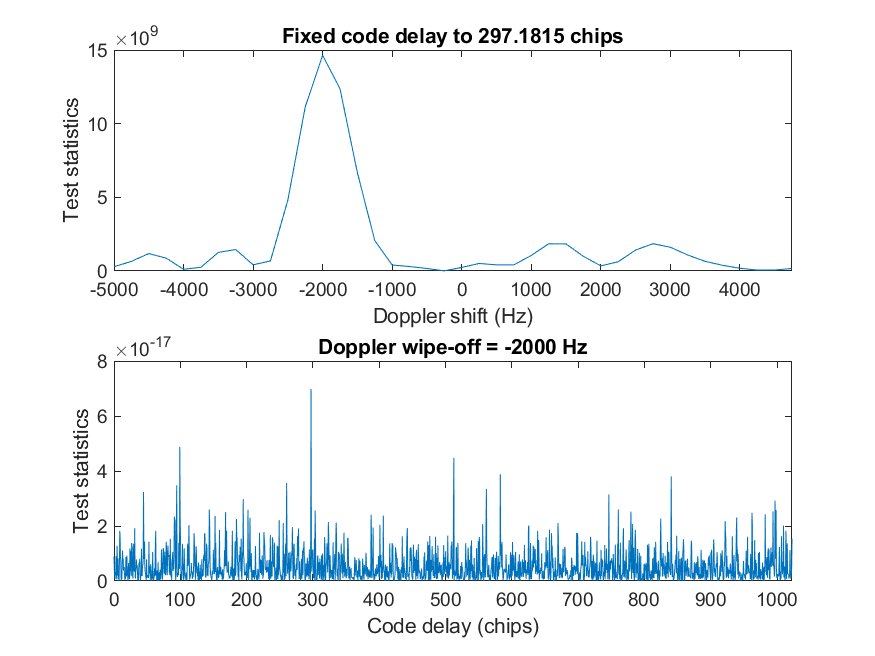 Fixed code delay to 297.1815 chips
×10^9
Test statistics
15
10
5
0
-5000 -4000 -3000 -2000 -1000 0 1000 2000 3000 4000
Doppler shift (Hz)
Doppler wipe-off = -2000 Hz
×10^-17
Test statistics
8
6
4
2
0
0 100 200 300 400 500 600 700 800 900 1000
Code delay (chips)